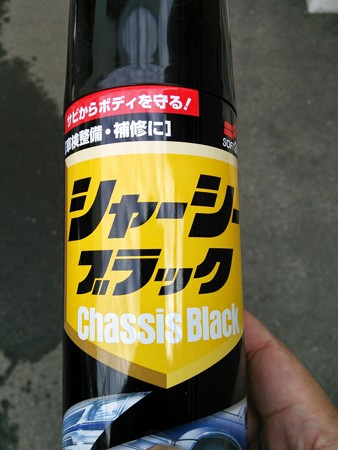 サビからボディを守る!
車検整備・補修に]
SOFT
シャーシー
ブラック
Chassis Black